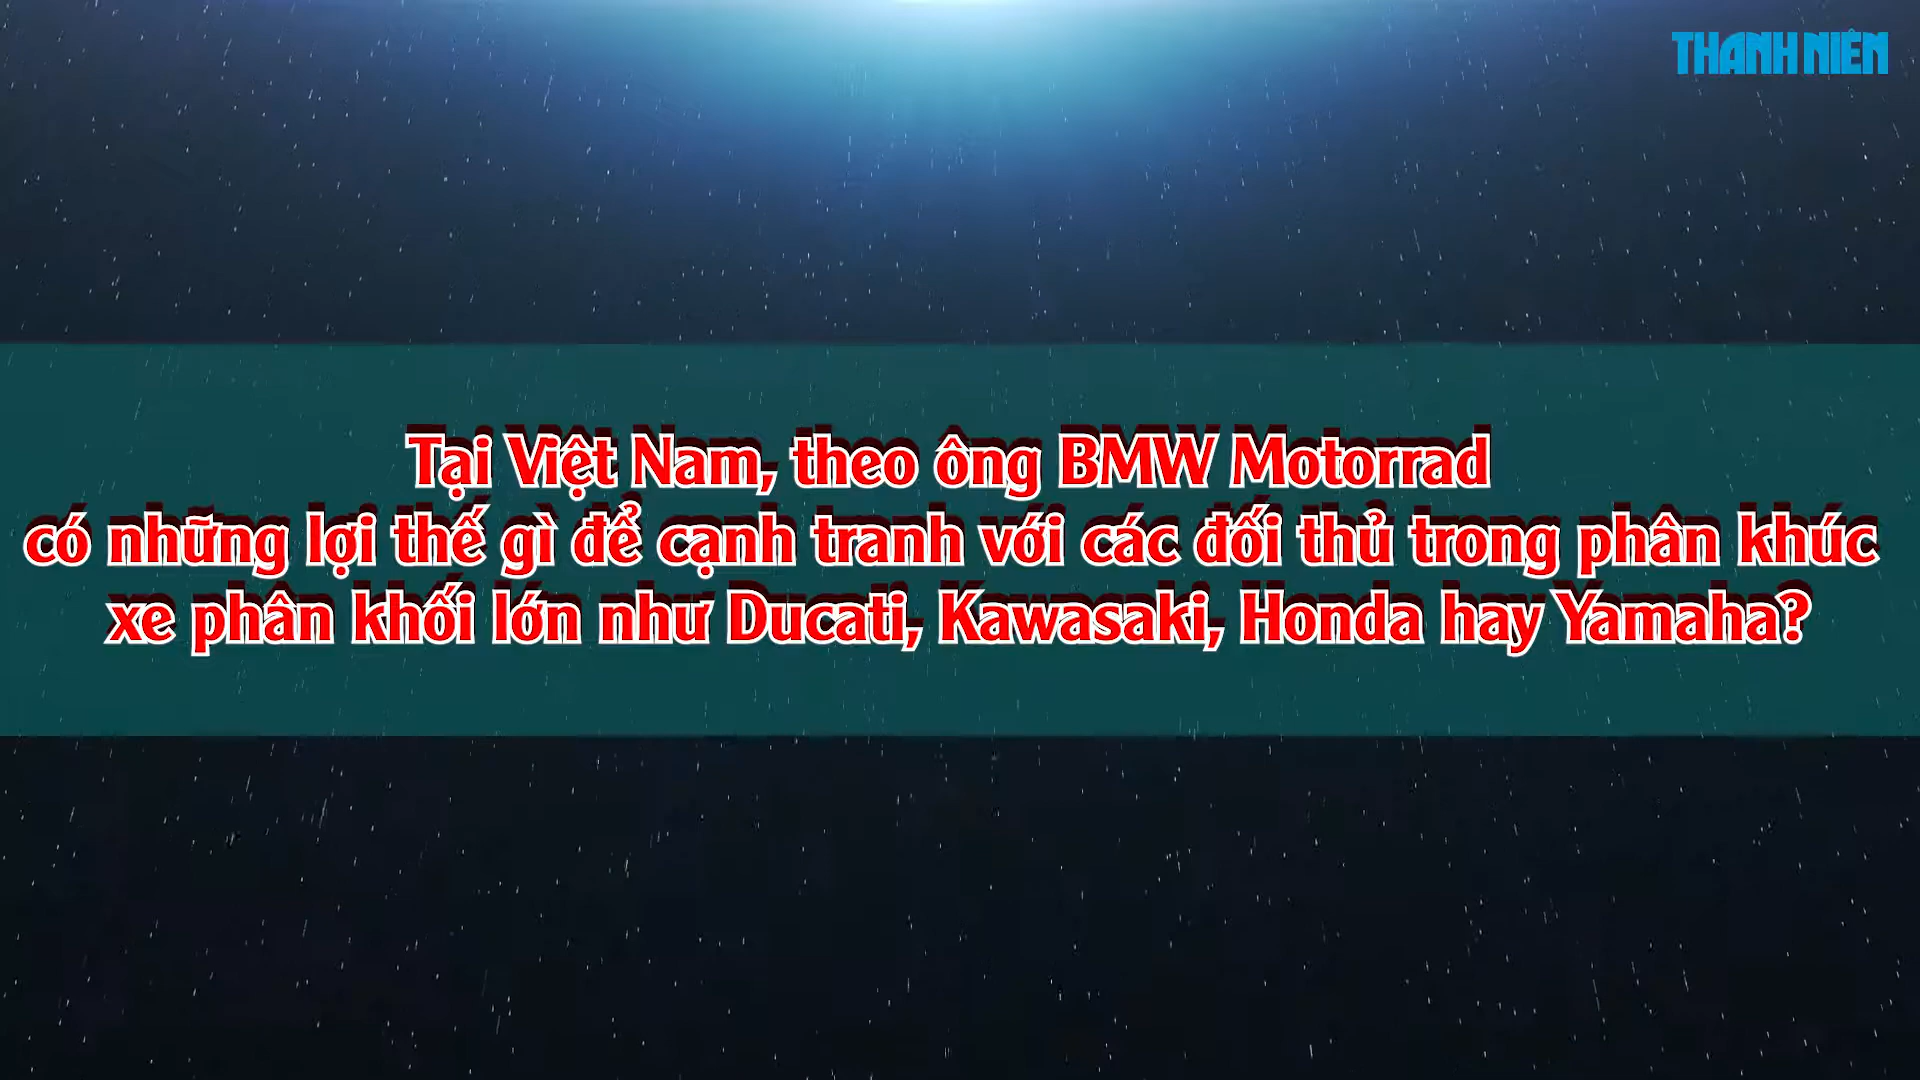 THANH NIÊN
Tại Việt Nam, theo ông BMW Motorrad
có những lợi thế gì để cạnh tranh với các đối thủ trong phân khúc
xe phân khối lớn như Ducati, Kawasaki, Honda hay Yamaha?